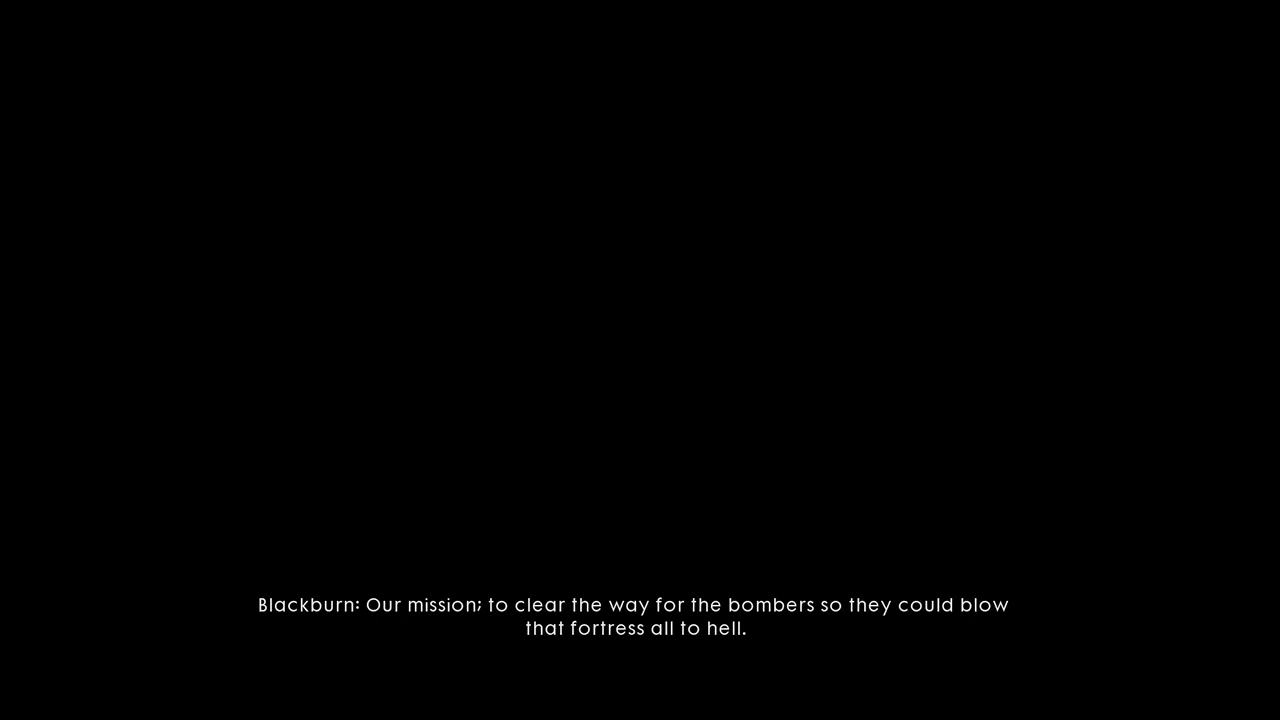 Blackburn: Our mission; to clear the way for the bombers so they could blow
that fortress all to hell.